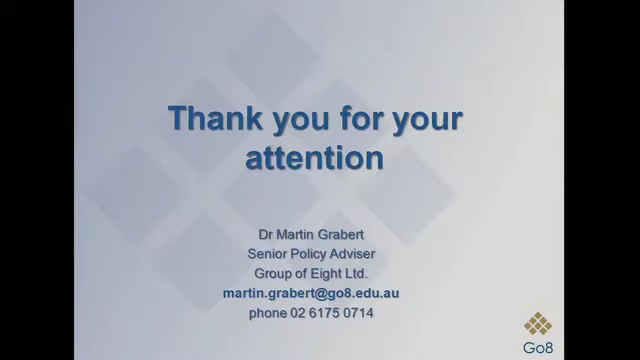 Thank you for your
attention
Dr Martin Grabert
Senior Policy Adviser
Group of Eight Ltd.
martin.grabert@go8.edu.au
phone 02 6175 0714
Go8